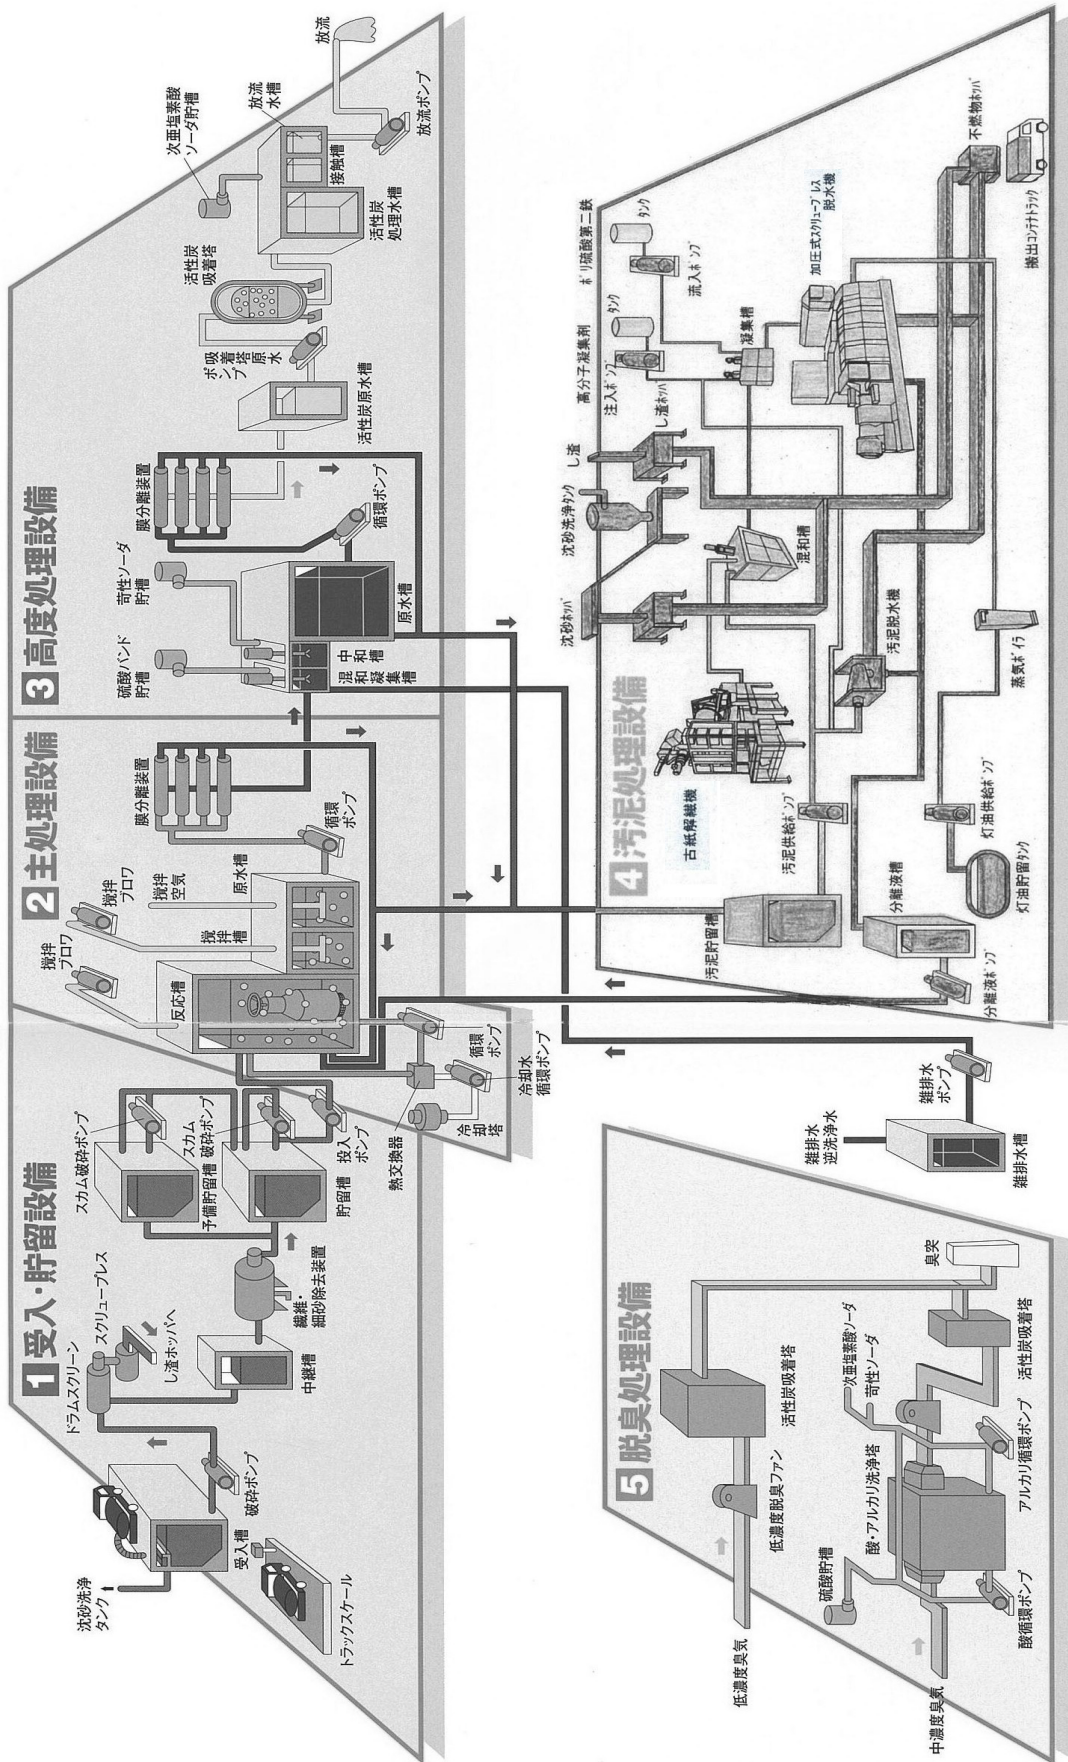 1 受入・貯留設備
沈砂洗浄
タンク
受入槽
トラックスケール
破砕ポンプ
ドラムスクリーン
スクリュープレス
し渣ホッパへ
中継槽
繊維・
細砂除去装置
スカム破砕ポンプ
予備貯留槽
スカム
破砕ポンプ
貯留槽
投入
ポンプ
2 主処理設備
撹拌
ブロワ
撹拌
ブロワ
反応槽
撹拌槽
撹拌
空気
原水槽
循環
ポンプ
膜分離装置
熱交換器
冷却塔
循環
ポンプ
冷却水
循環ポンプ
3 高度処理設備
硫酸バンド
貯槽
苛性ソーダ
貯槽
混和凝集槽
中和槽
原水槽
循環ポンプ
膜分離装置
活性炭原水槽
吸着塔原水
ポンプ
活性炭
吸着塔
活性炭
処理水槽
次亜塩素酸
ソーダ貯槽
接触槽
放流
水槽
放流ポンプ
放流
4 汚泥処理設備
沈砂ホッパ
沈砂洗浄タンク
し渣
し渣ホッパ
高分子凝集剤
注入ポンプ
タンク
ポリ硫酸第二鉄
流入ポンプ
タンク
古紙解繊機
混和槽
凝集槽
加圧式スクリュープレス
脱水機
汚泥貯留槽
汚泥供給ポンプ
汚泥脱水機
不燃物ホッパ
搬出コンテナトラック
分離液槽
分離液ポンプ
灯油供給ポンプ
灯油貯留タンク
蒸気ボイラ
雑排水
逆洗浄水
雑排水槽
雑排水
ポンプ
5 脱臭処理設備
低濃度臭気
低濃度脱臭ファン
活性炭吸着塔
臭突
硫酸貯槽
酸・アルカリ洗浄塔
次亜塩素酸ソーダ
苛性ソーダ
中濃度臭気
酸循環ポンプ
アルカリ循環ポンプ
活性炭吸着塔